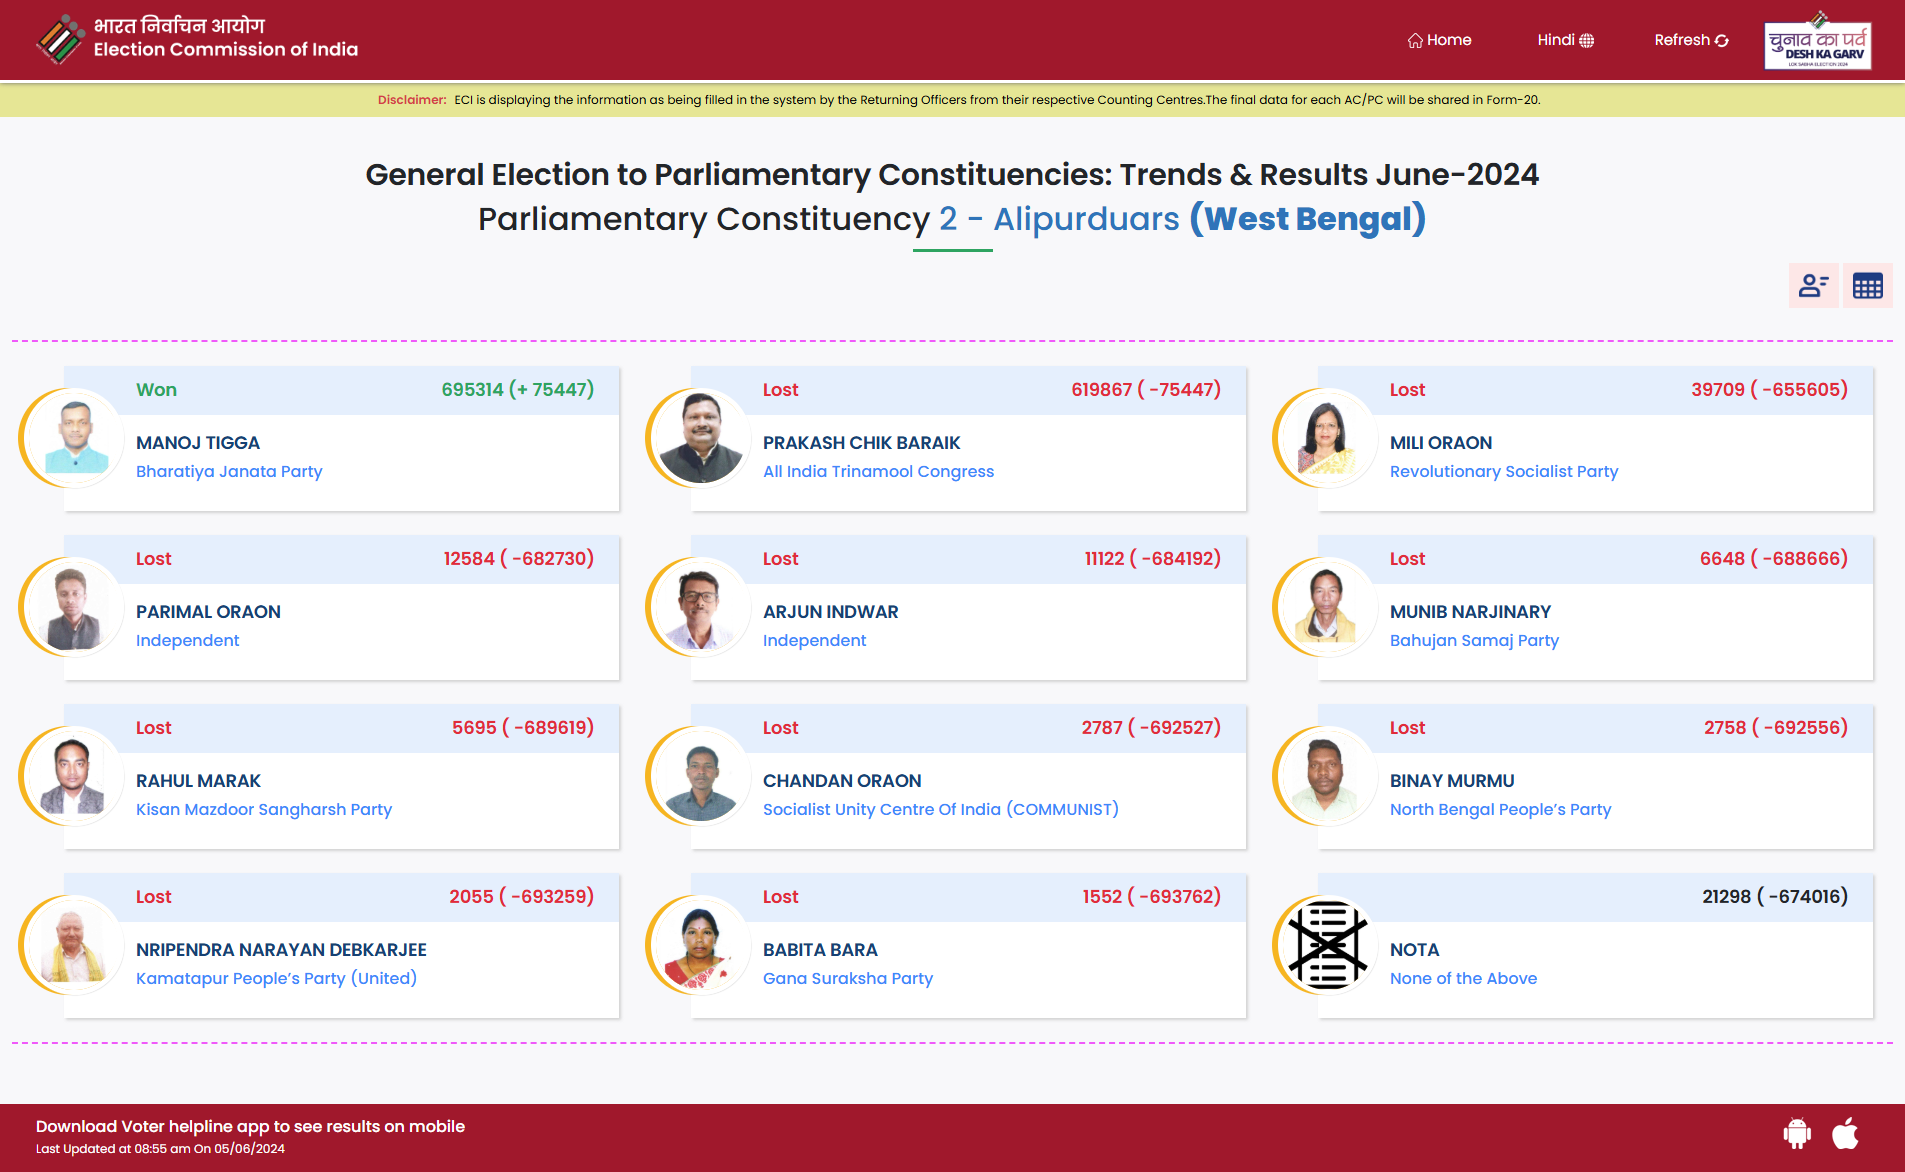 भारत निर्वाचन आयोग
Election Commission of India
Home
Hindi
Refresh
चुनाव का पर्व
DESH KA GARV
LOK SABHA ELECTION 2024
Disclaimer: ECI is displaying the information as being filled in the system by the Returning Officers from their respective Counting Centres.The final data for each AC/PC will be shared in Form-20.
General Election to Parliamentary Constituencies: Trends & Results June-2024
Parliamentary Constituency 2 - Alipurduars (West Bengal)
Won 695314 (+ 75447)
MANOJ TIGGA
Bharatiya Janata Party
Lost 619867 ( -75447)
PRAKASH CHIK BARAIK
All India Trinamool Congress
Lost 39709 ( -655605)
MILI ORAON
Revolutionary Socialist Party
Lost 12584 ( -682730)
PARIMAL ORAON
Independent
Lost 11122 ( -684192)
ARJUN INDWAR
Independent
Lost 6648 ( -688666)
MUNIB NARJINARY
Bahujan Samaj Party
Lost 5695 ( -689619)
RAHUL MARAK
Kisan Mazdoor Sangharsh Party
Lost 2787 ( -692527)
CHANDAN ORAON
Socialist Unity Centre Of India (COMMUNIST)
Lost 2758 ( -692556)
BINAY MURMU
North Bengal People’s Party
Lost 2055 ( -693259)
NRIPENDRA NARAYAN DEBKARJEE
Kamatapur People’s Party (United)
Lost 1552 ( -693762)
BABITA BARA
Gana Suraksha Party
21298 ( -674016)
NOTA
None of the Above
Download Voter helpline app to see results on mobile
Last Updated at 08:55 am On 05/06/2024